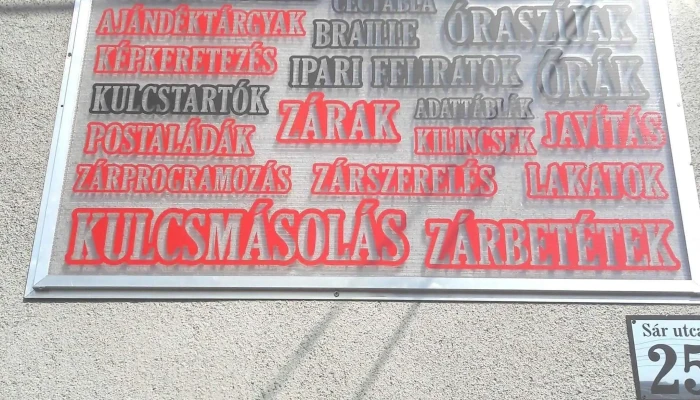 CÉGTÁBLA
AJÁNDÉKTÁRGYAK
BRAILLE
ÓRASZÍJAK
KÉPKERETEZÉS
IPARI FELIRATOK
ÓRÁK
KULCSTARTÓK
ZÁRAK
ADATTÁBLÁK
POSTALÁDÁK
KILINCSEK
JAVÍTÁS
ZÁRPROGRAMOZÁS
ZÁRSZERELÉS
LAKATOK
KULCSMÁSOLÁS
ZÁRBETÉTEK
Sár utca
25